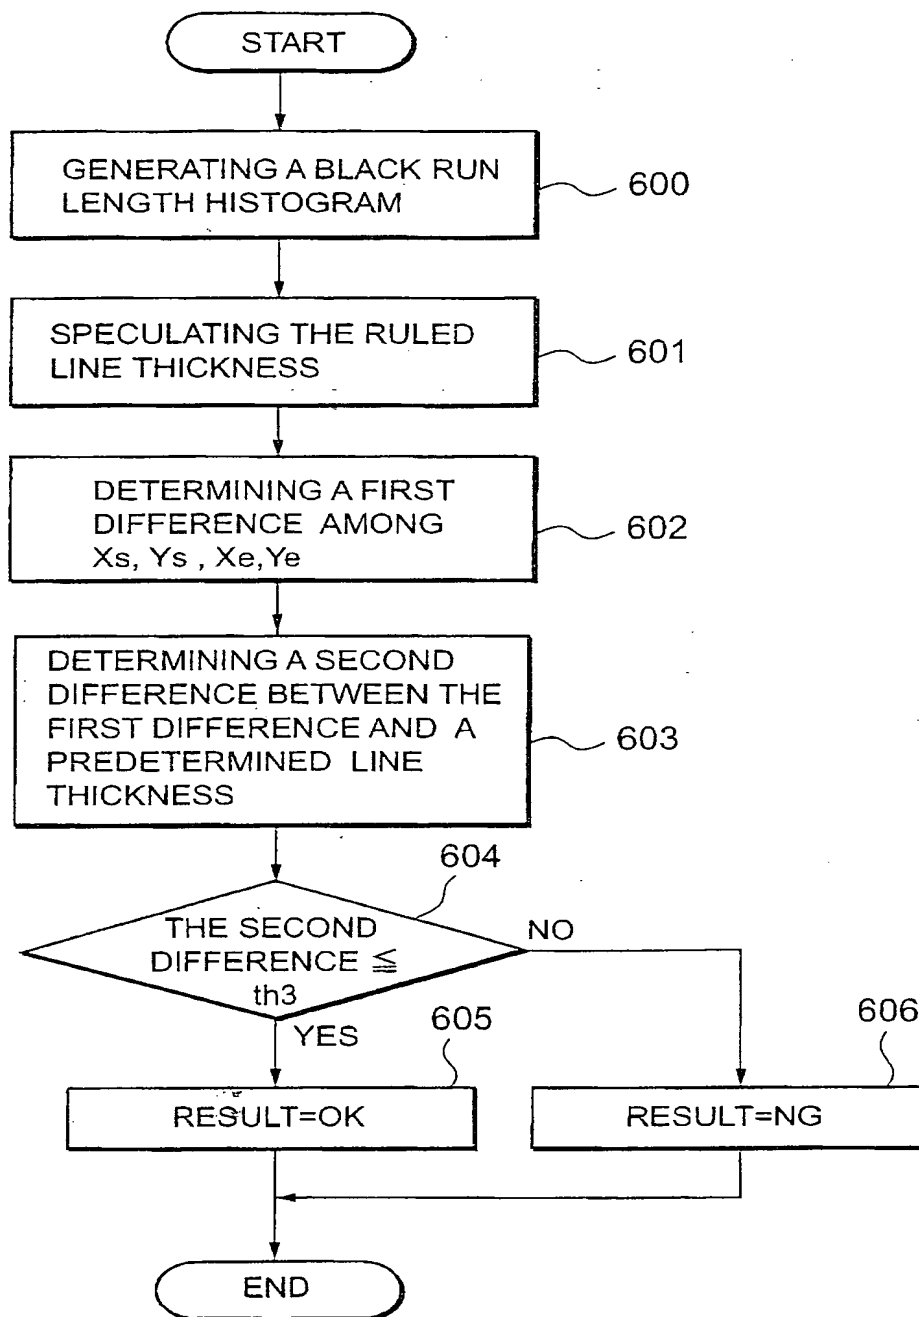 START
GENERATING A BLACK RUN
LENGTH HISTOGRAM
600
SPECULATING THE RULED
LINE THICKNESS
601
DETERMINING A FIRST
DIFFERENCE AMONG
Xs, Ys , Xe,Ye
602
DETERMINING A SECOND
DIFFERENCE BETWEEN THE
FIRST DIFFERENCE AND A
PREDETERMINED LINE
THICKNESS
603
604
THE SECOND
DIFFERENCE ≦
th3
NO
YES
605
RESULT=OK
606
RESULT=NG
END